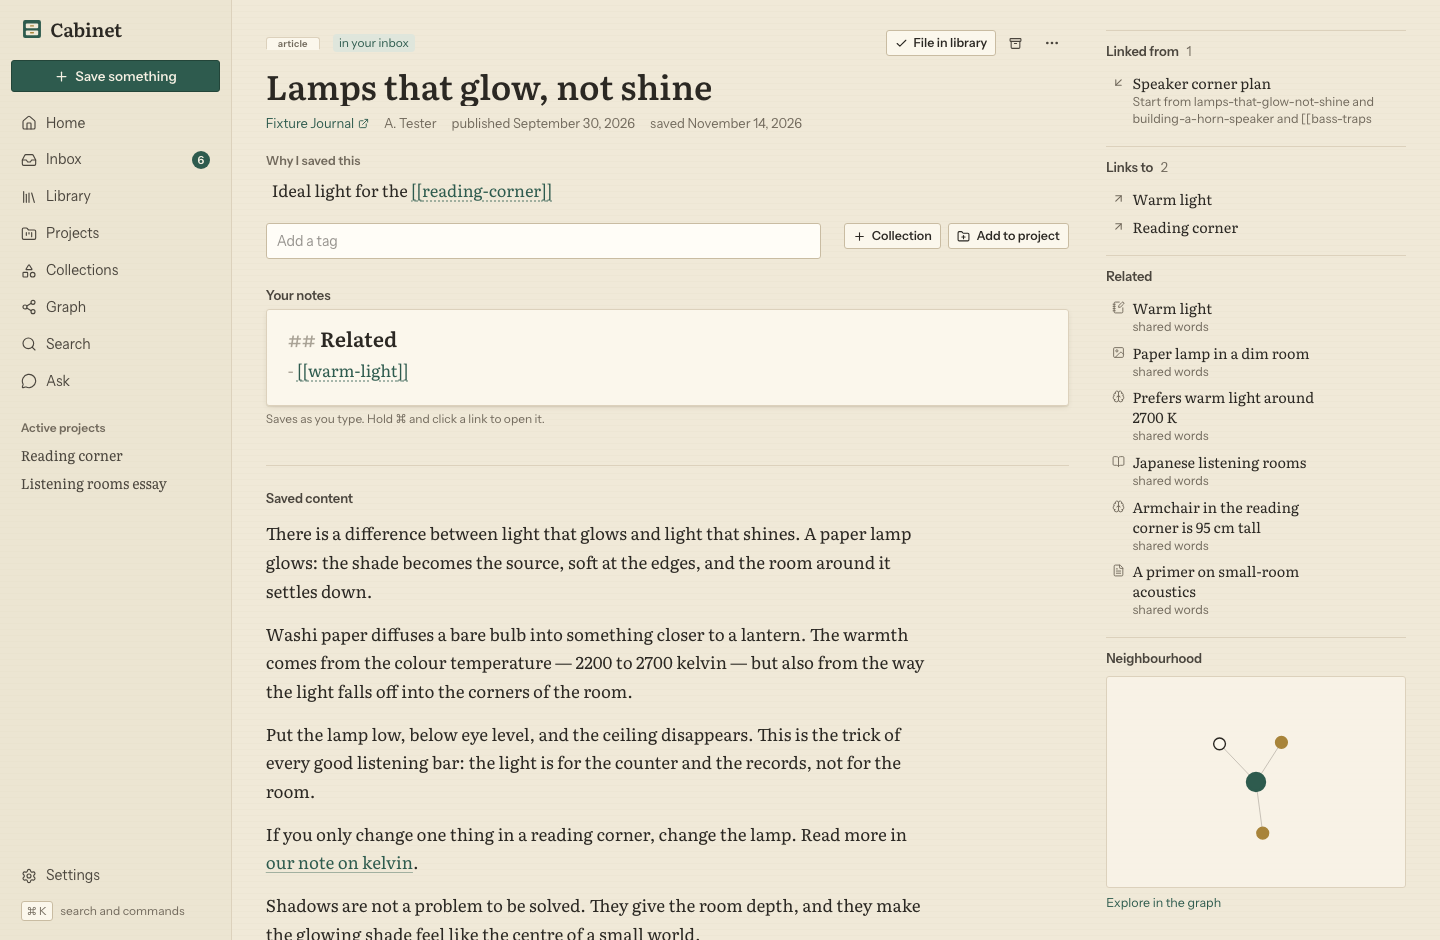 Cabinet
Save something
Home
Inbox 6
Library
Projects
Collections
Graph
Search
Ask
Active projects
Reading corner
Listening rooms essay
Settings
⌘ K search and commands
article in your inbox
File in library
Lamps that glow, not shine
Fixture Journal A. Tester published September 30, 2026 saved November 14, 2026
Why I saved this
Ideal light for the [[reading-corner]]
Add a tag
Collection
Add to project
Your notes
## Related
- [[warm-light]]
Saves as you type. Hold ⌘ and click a link to open it.
Saved content
There is a difference between light that glows and light that shines. A paper lamp
glows: the shade becomes the source, soft at the edges, and the room around it
settles down.
Washi paper diffuses a bare bulb into something closer to a lantern. The warmth
comes from the colour temperature — 2200 to 2700 kelvin — but also from the way
the light falls off into the corners of the room.
Put the lamp low, below eye level, and the ceiling disappears. This is the trick of
every good listening bar: the light is for the counter and the records, not for the
room.
If you only change one thing in a reading corner, change the lamp. Read more in
our note on kelvin.
Shadows are not a problem to be solved. They give the room depth, and they make
the glowing shade feel like the centre of a small world.
Linked from 1
Speaker corner plan
Start from lamps-that-glow-not-shine and
building-a-horn-speaker and [[bass-traps
Links to 2
Warm light
Reading corner
Related
Warm light
shared words
Paper lamp in a dim room
shared words
Prefers warm light around
2700 K
shared words
Japanese listening rooms
shared words
Armchair in the reading
corner is 95 cm tall
shared words
A primer on small-room
acoustics
shared words
Neighbourhood
Explore in the graph